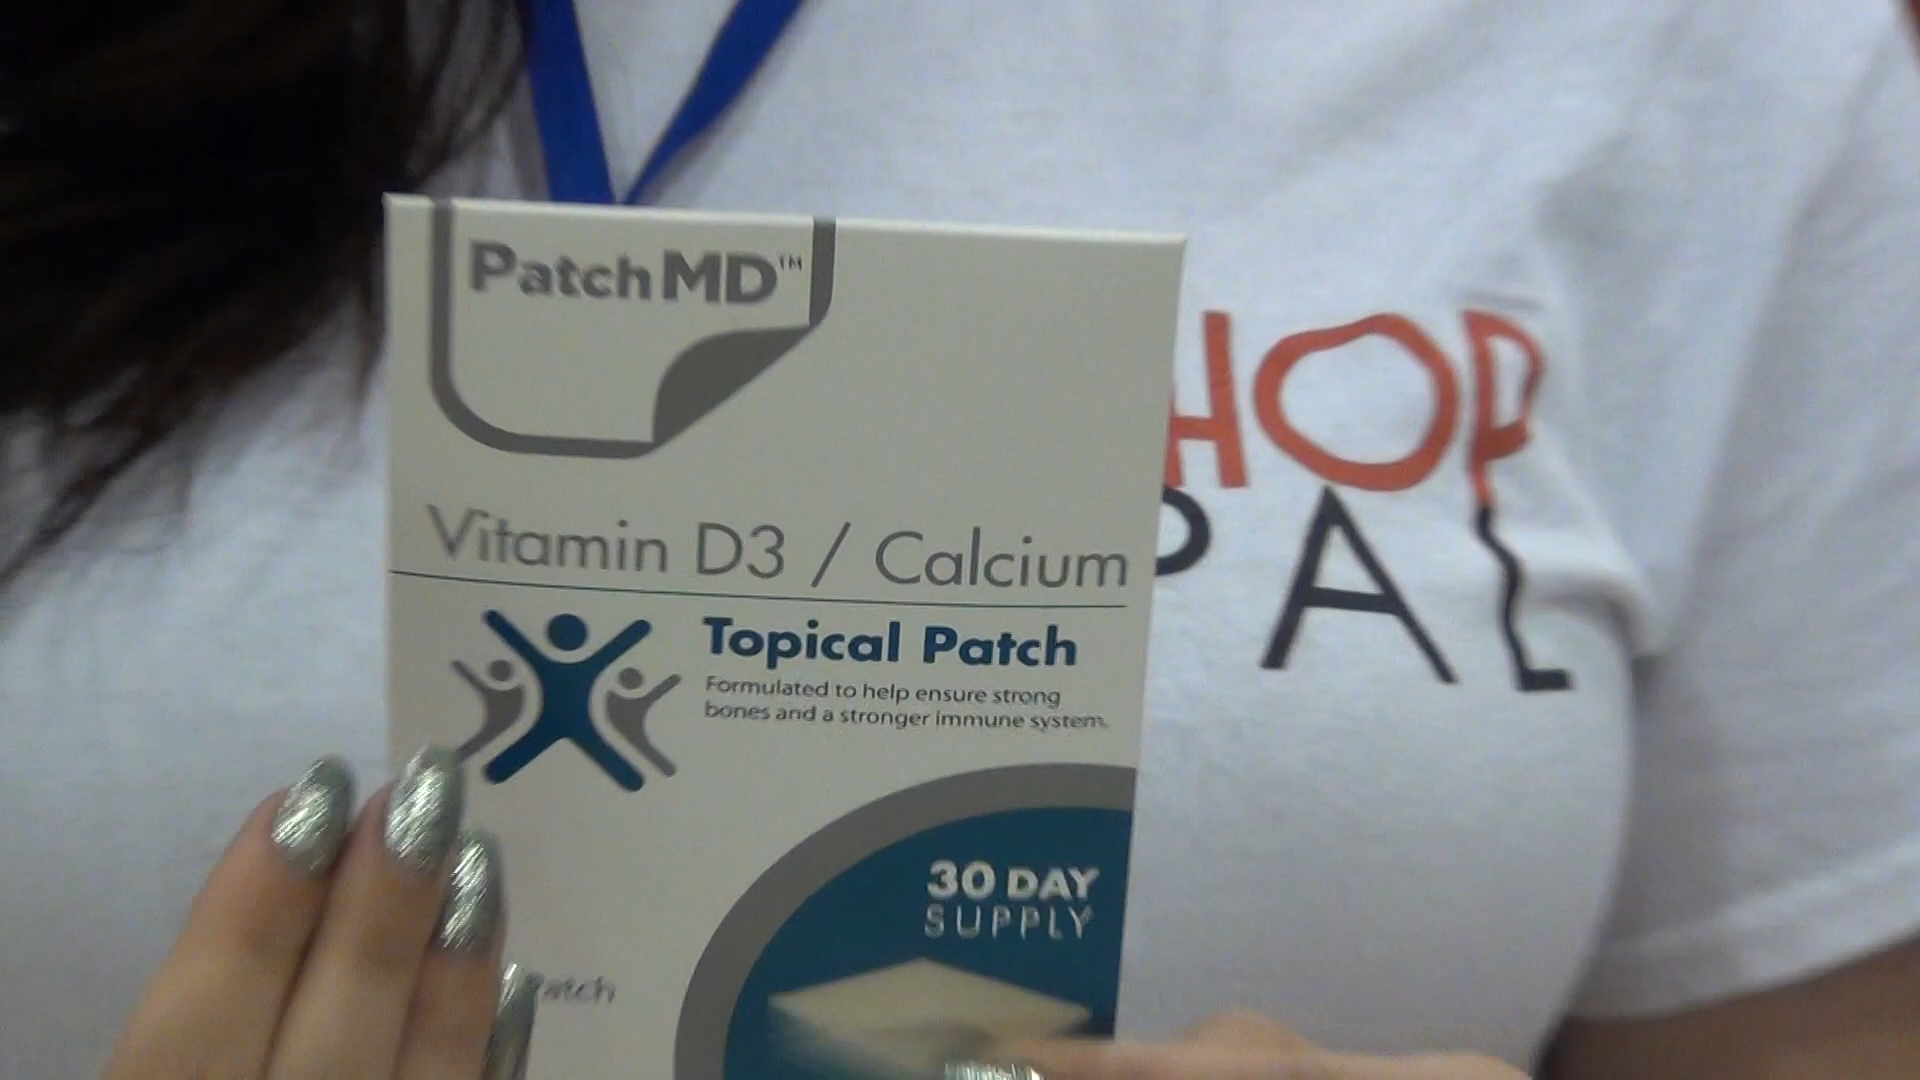 PatchMD™
Vitamin D3 / Calcium
Topical Patch
Formulated to help ensure strong
bones and a stronger immune system.
30 DAY
SUPPLY
Patch
HOP
PAL